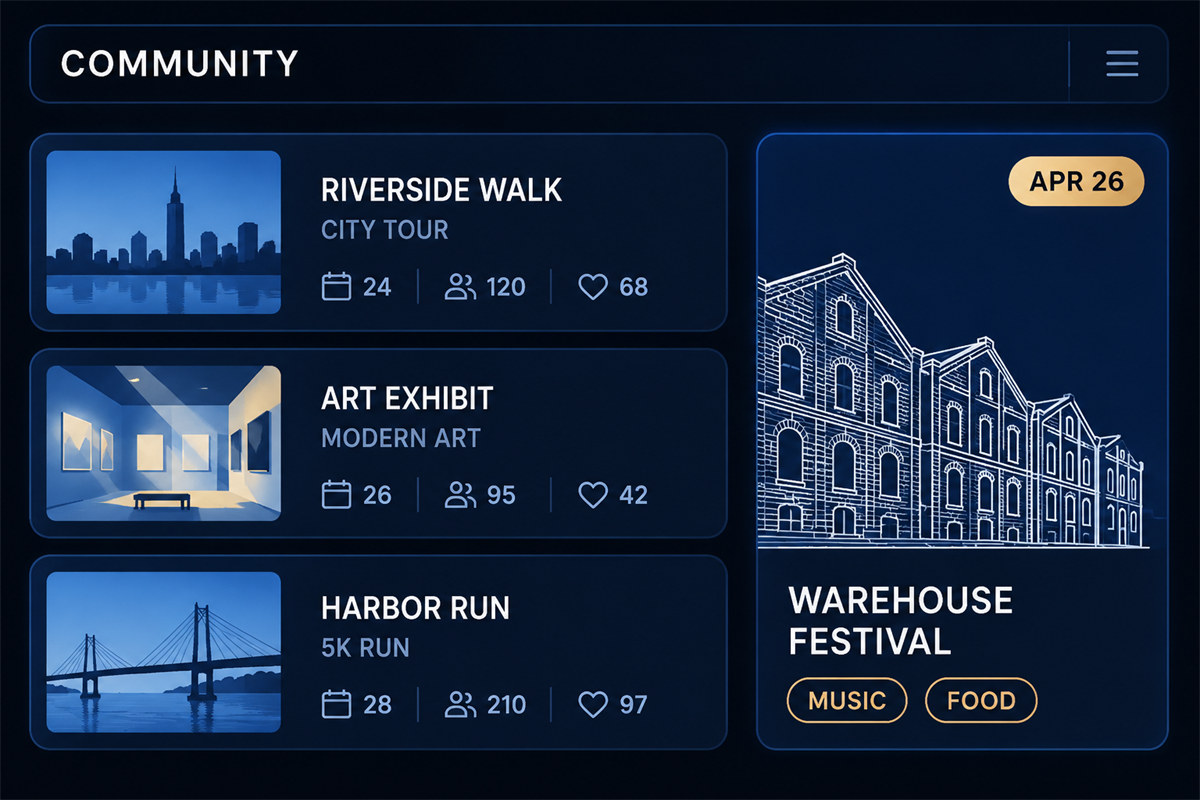 COMMUNITY
RIVERSIDE WALK
CITY TOUR
24 120 68
ART EXHIBIT
MODERN ART
26 95 42
HARBOR RUN
5K RUN
28 210 97
APR 26
WAREHOUSE
FESTIVAL
MUSIC FOOD